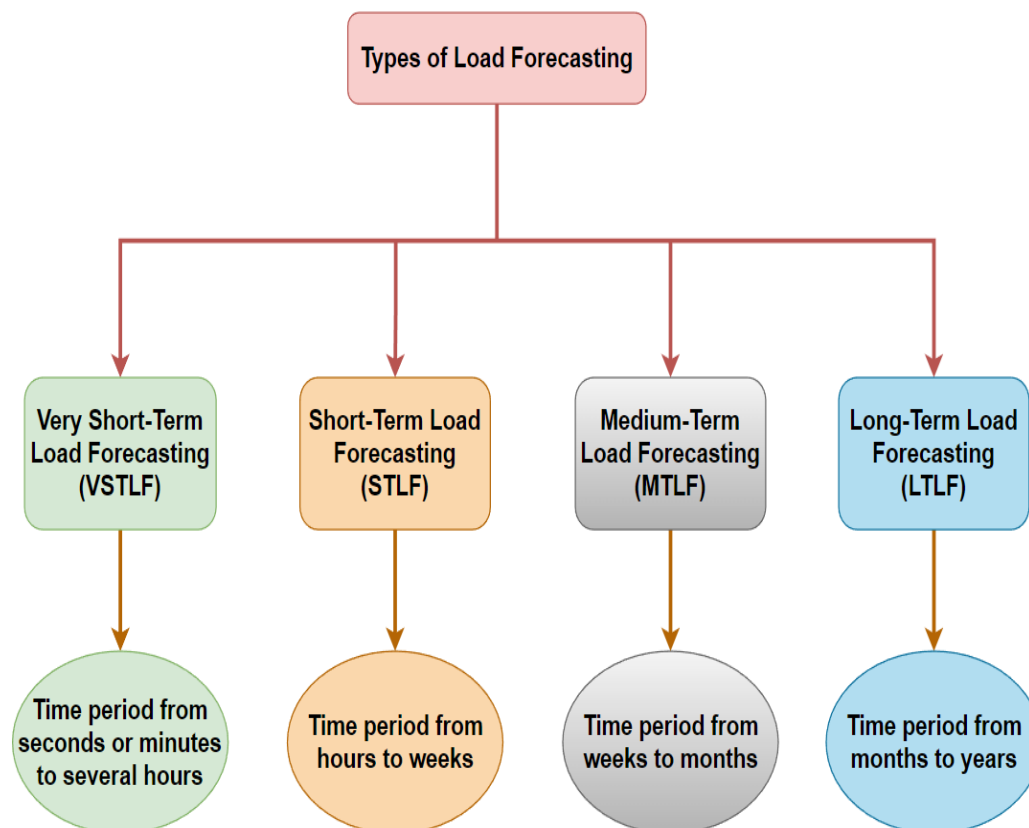 Types of Load Forecasting
Very Short-Term
Load Forecasting
(VSTLF)
Short-Term Load
Forecasting
(STLF)
Medium-Term
Load Forecasting
(MTLF)
Long-Term Load
Forecasting
(LTLF)
Time period from
seconds or minutes
to several hours
Time period from
hours to weeks
Time period from
weeks to months
Time period from
months to years